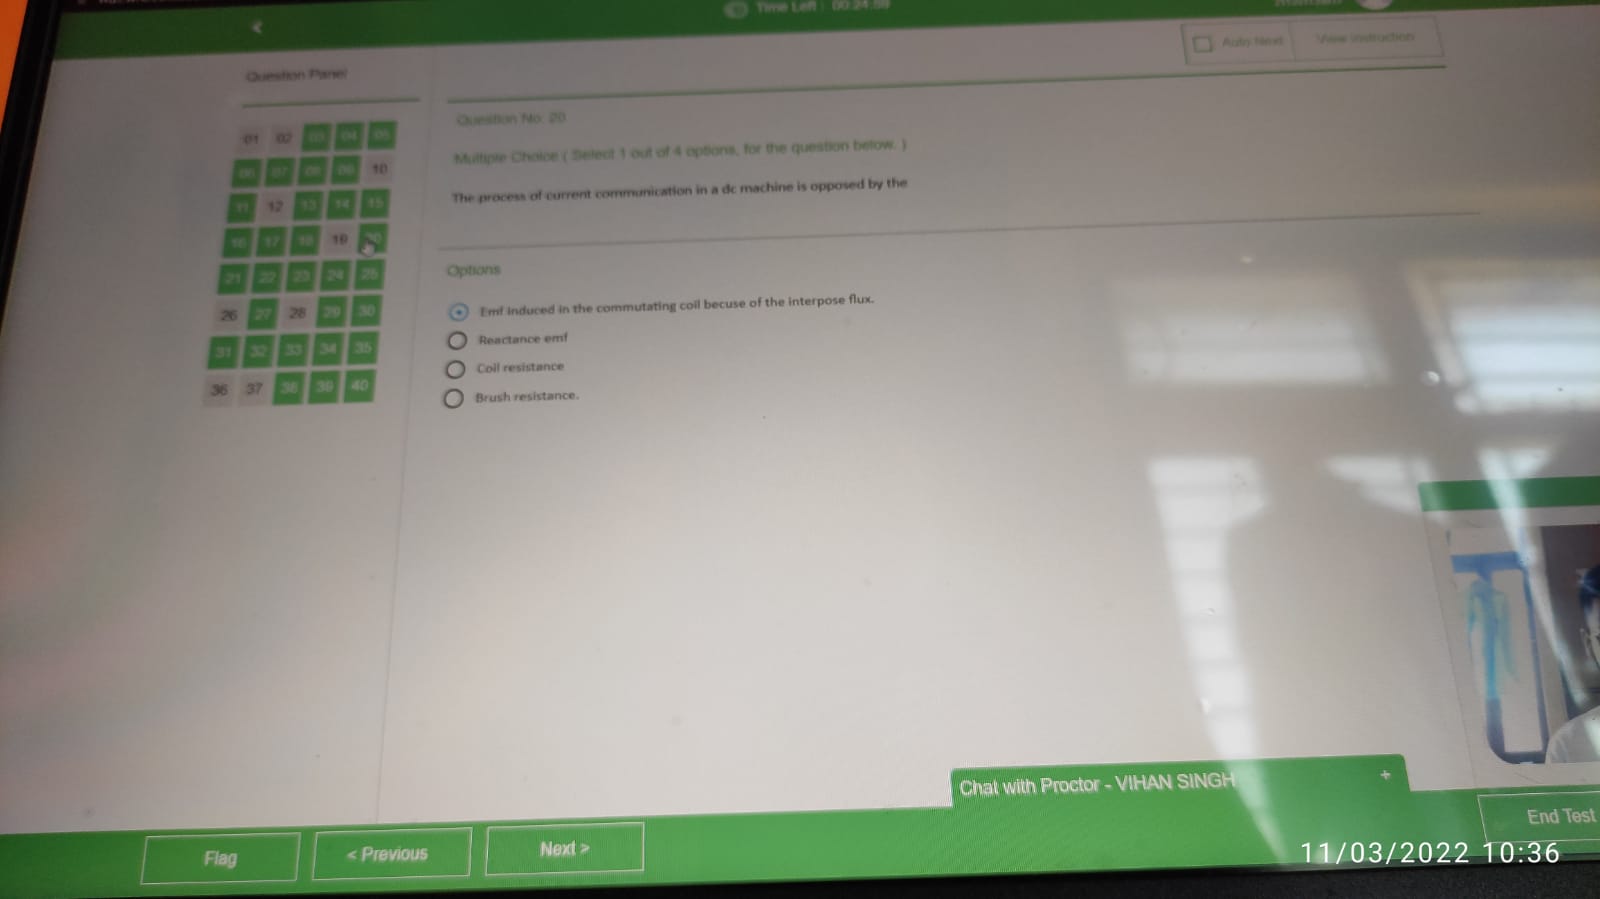 Time Left : 00:24:59
Auto Next
View Instruction
Question Panel
01 02 03 04 05
06 07 08 09 10
11 12 13 14 15
16 17 18 19 20
21 22 23 24 25
26 27 28 29 30
31 32 33 34 35
36 37 38 39 40
Question No: 20
Multiple Choice ( Select 1 out of 4 options, for the question below. )
The process of current communication in a dc machine is opposed by the
Options
Emf induced in the commutating coil becuse of the interpose flux.
Reactance emf
Coil resistance
Brush resistance.
Chat with Proctor - VIHAN SINGH +
Flag
< Previous
Next >
End Test
11/03/2022 10:36